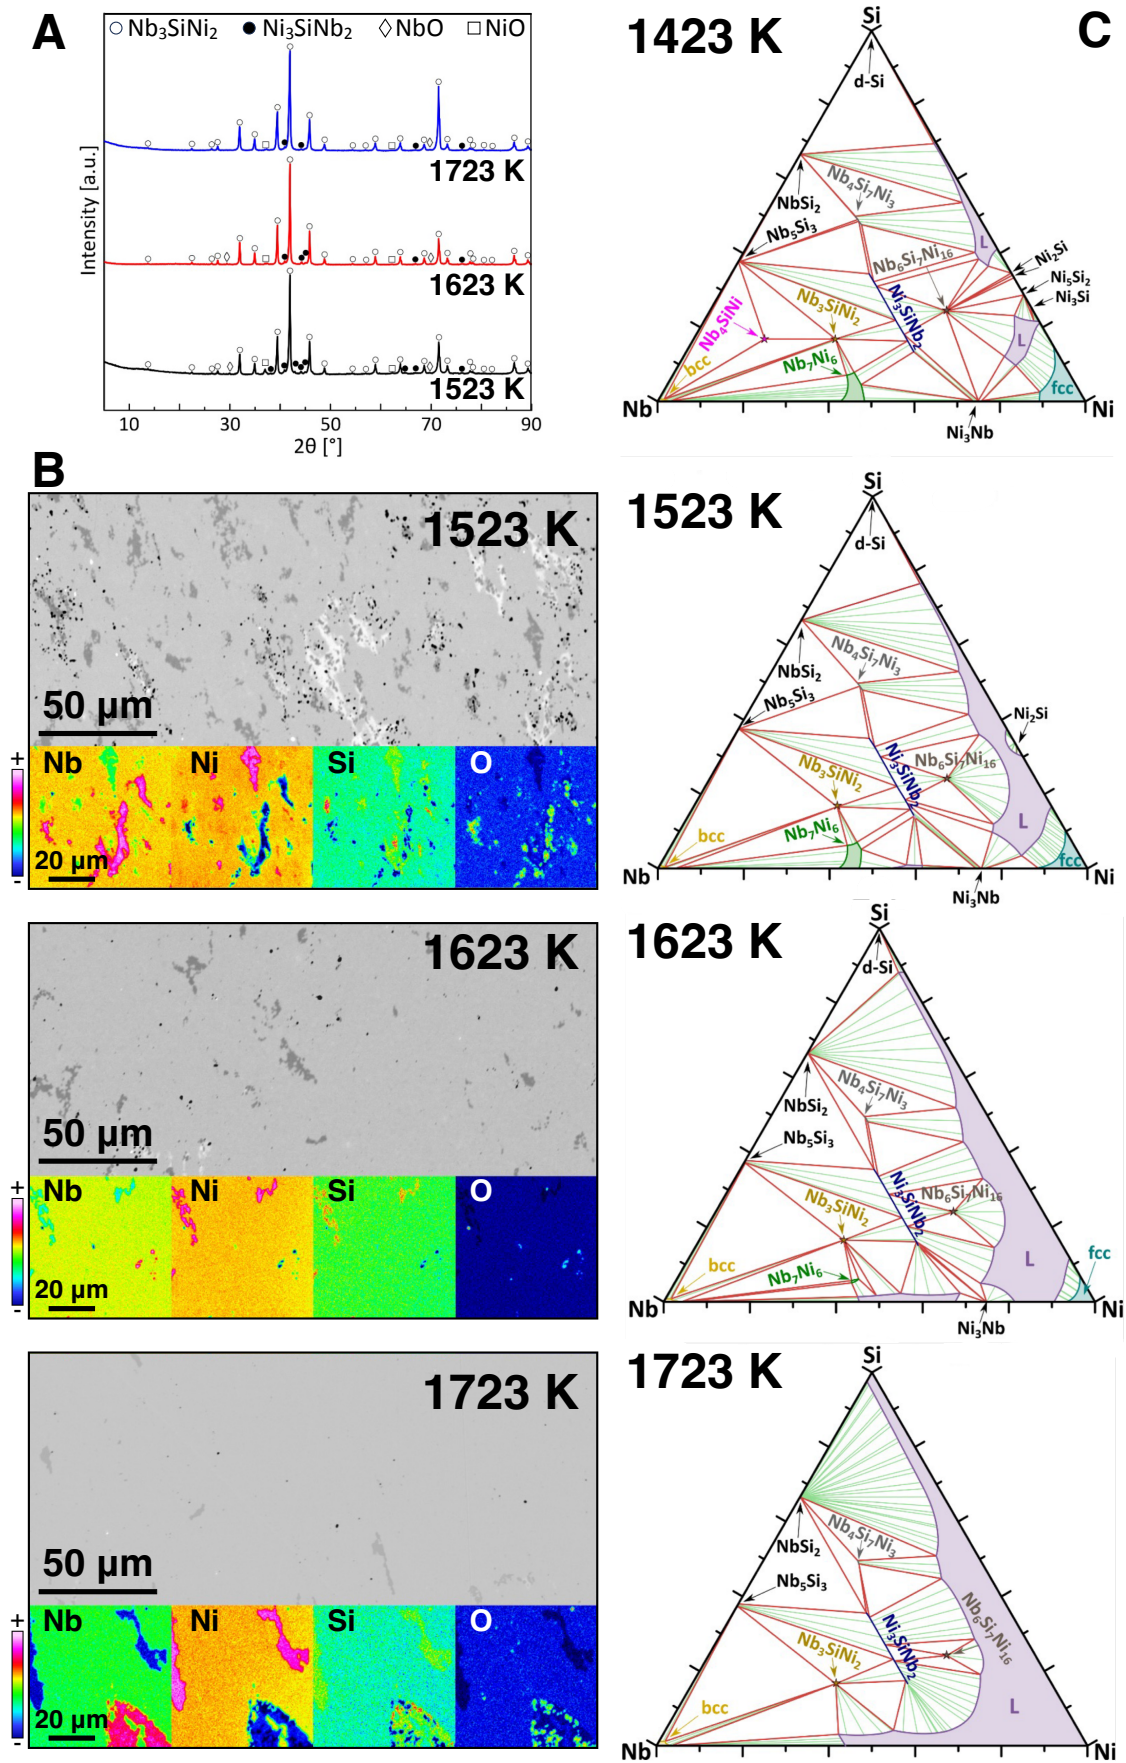 A
Nb₃SiNi₂ Ni₃SiNb₂ NbO NiO
Intensity [a.u.]
1723 K
1623 K
1523 K
10 30 50 70 90
2θ [°]
B
1523 K
50 µm
+
-
Nb Ni Si O
20 µm
1623 K
50 µm
+
-
Nb Ni Si O
20 µm
1723 K
50 µm
+
-
Nb Ni Si O
20 µm
C
1423 K
Si
d-Si
NbSi₂
Nb₄Si₇Ni₃
Nb₅Si₃
L
Nb₆Si₇Ni₁₆
Ni₂Si
Ni₅Si₂
Ni₃Si
Nb₄SiNi
Nb₃SiNi₂
Ni₃SiNb₂
L
Nb₇Ni₆
bcc
fcc
Nb
Ni
Ni₃Nb
1523 K
Si
d-Si
NbSi₂
Nb₄Si₇Ni₃
Nb₅Si₃
Ni₂Si
Nb₃SiNi₂
Ni₃SiNb₂
Nb₆Si₇Ni₁₆
L
Nb₇Ni₆
bcc
fcc
Nb
Ni
Ni₃Nb
1623 K
Si
d-Si
NbSi₂
Nb₄Si₇Ni₃
Nb₅Si₃
Nb₃SiNi₂
Ni₃SiNb₂
Nb₆Si₇Ni₁₆
L
fcc
Nb₇Ni₆
bcc
Nb
Ni
Ni₃Nb
1723 K
Si
NbSi₂
Nb₄Si₇Ni₃
Nb₅Si₃
Nb₆Si₇Ni₁₆
Nb₃SiNi₂
Ni₃SiNb₂
bcc
L
Nb
Ni